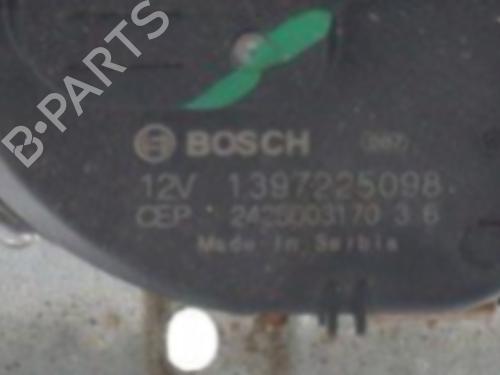 B-PARTS
BOSCH
12V 1397225098
CEP 2425003170 3 6
Made in Serbia